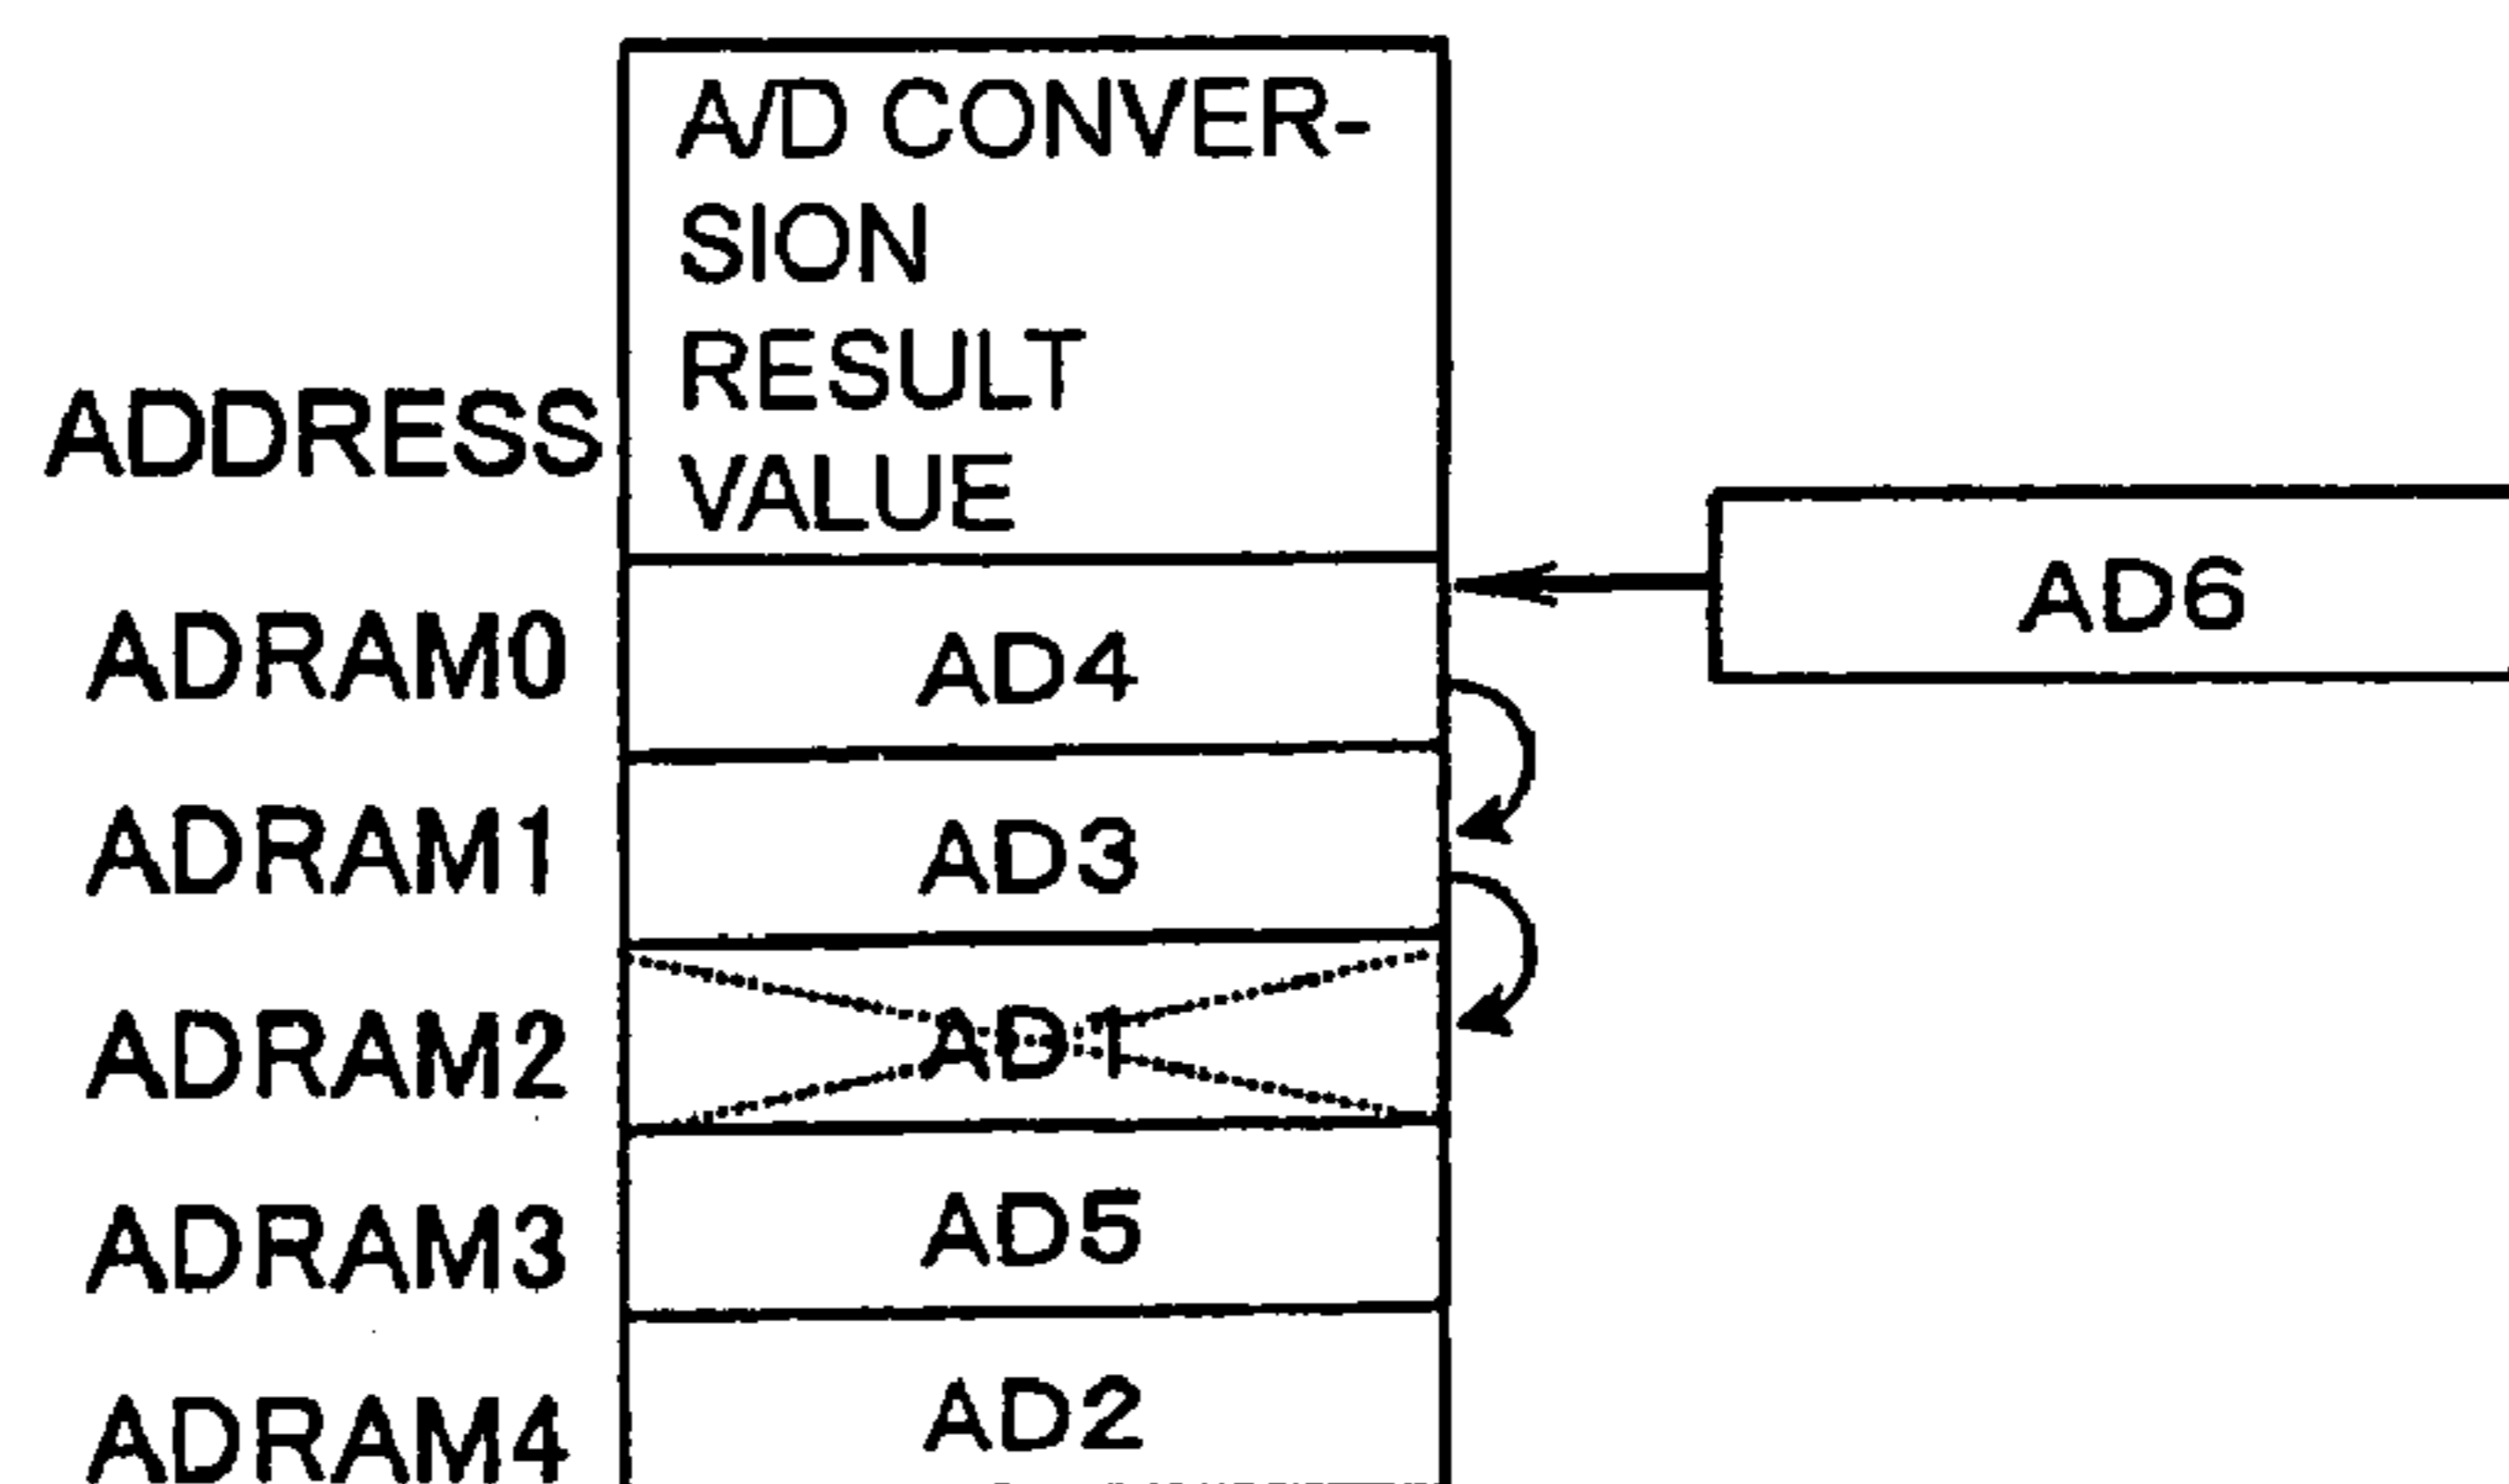 A/D CONVER-
SION
RESULT
VALUE
ADDRESS
AD6
ADRAM0 AD4
ADRAM1 AD3
ADRAM2 AD1
ADRAM3 AD5
ADRAM4 AD2